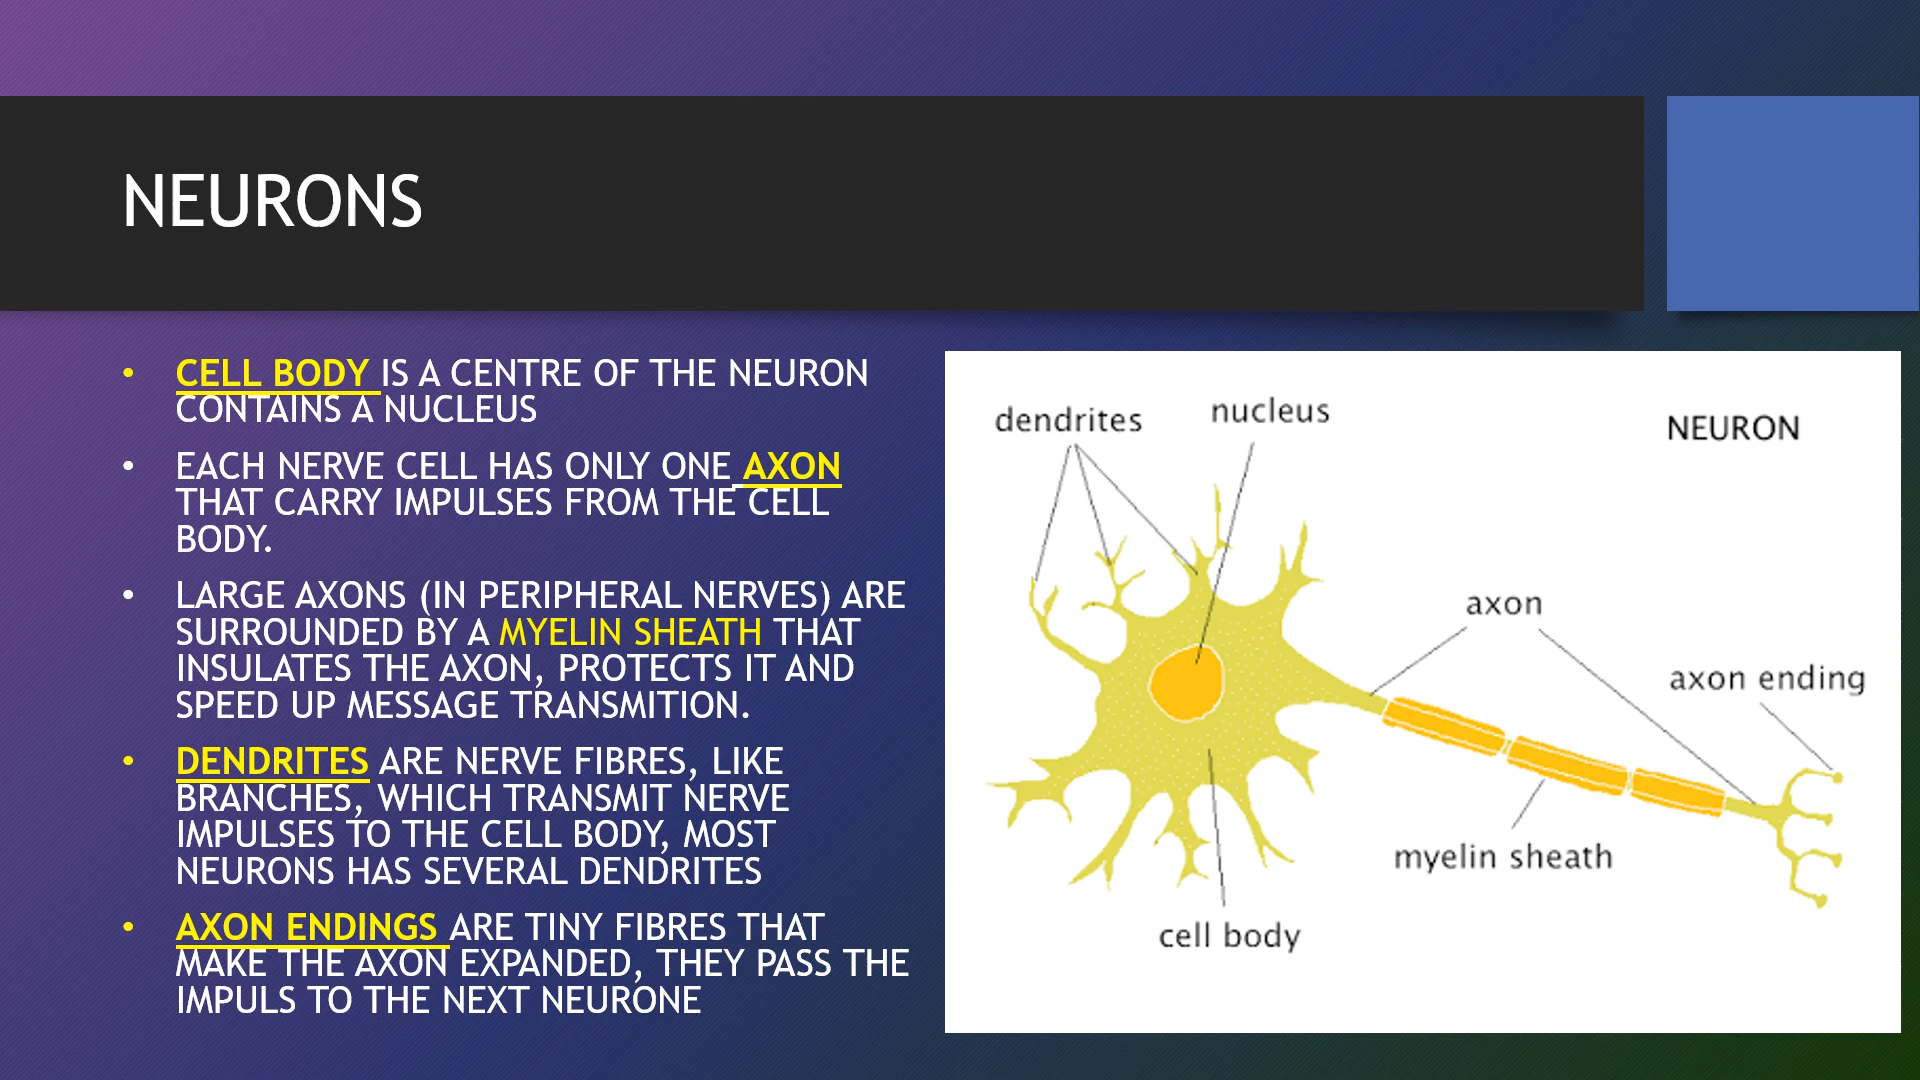 NEURONS
• CELL BODY IS A CENTRE OF THE NEURON
CONTAINS A NUCLEUS
• EACH NERVE CELL HAS ONLY ONE AXON
THAT CARRY IMPULSES FROM THE CELL
BODY.
• LARGE AXONS (IN PERIPHERAL NERVES) ARE
SURROUNDED BY A MYELIN SHEATH THAT
INSULATES THE AXON, PROTECTS IT AND
SPEED UP MESSAGE TRANSMITION.
• DENDRITES ARE NERVE FIBRES, LIKE
BRANCHES, WHICH TRANSMIT NERVE
IMPULSES TO THE CELL BODY, MOST
NEURONS HAS SEVERAL DENDRITES
• AXON ENDINGS ARE TINY FIBRES THAT
MAKE THE AXON EXPANDED, THEY PASS THE
IMPULS TO THE NEXT NEURONE
dendrites
nucleus
NEURON
axon
axon ending
myelin sheath
cell body